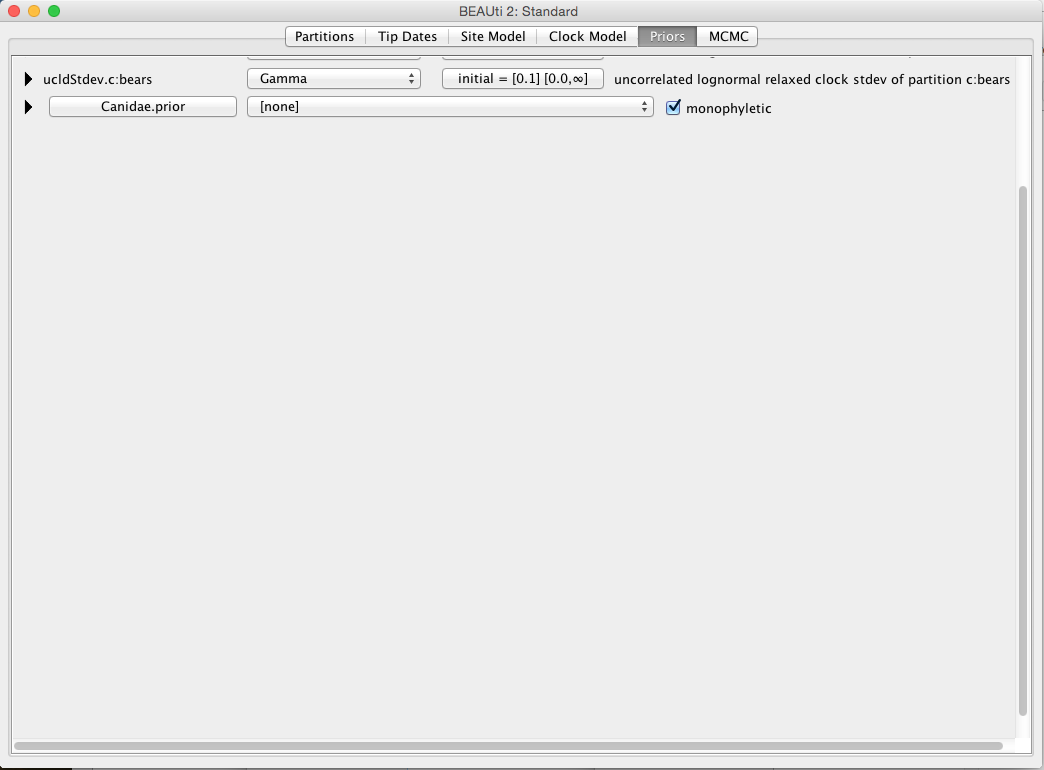 BEAUti 2: Standard
Partitions Tip Dates Site Model Clock Model Priors MCMC
ucldStdev.c:bears Gamma initial = [0.1] [0.0,∞] uncorrelated lognormal relaxed clock stdev of partition c:bears
Canidae.prior [none] monophyletic